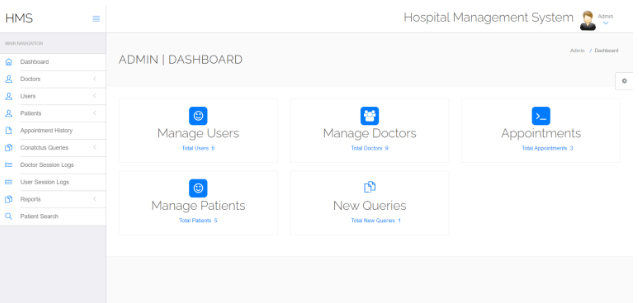 HMS
Hospital Management System
Admin
MAIN NAVIGATION
Dashboard
Doctors
Users
Patients
Appointment History
Conatctus Queries
Doctor Session Logs
User Session Logs
Reports
Patient Search
ADMIN | DASHBOARD
Admin / Dashboard
Manage Users
Total Users 6
Manage Doctors
Total Doctors 9
Appointments
Total Appointments 3
Manage Patients
Total Patients 5
New Queries
Total New Queries 1